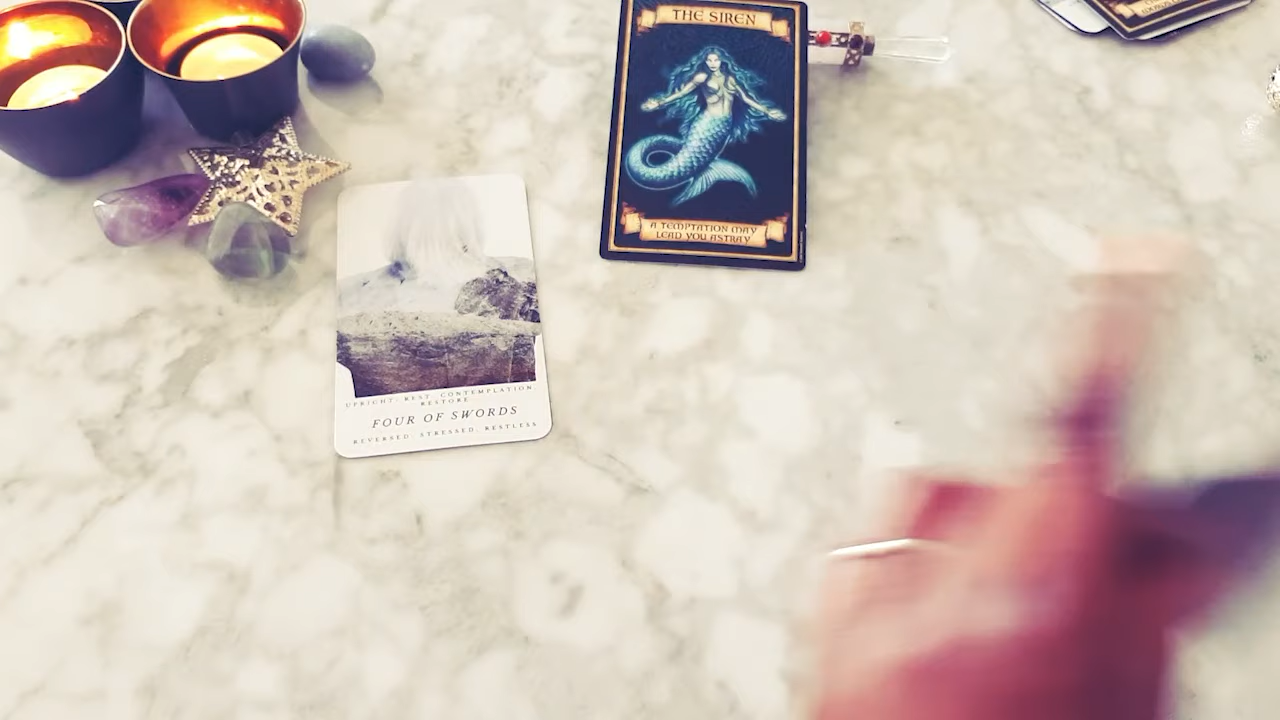 THE SIREN
A TEMPTATION MAY
LEAD YOU ASTRAY
UPRIGHT: REST, CONTEMPLATION,
RESTORE
FOUR OF SWORDS
REVERSED: STRESSED, RESTLESS